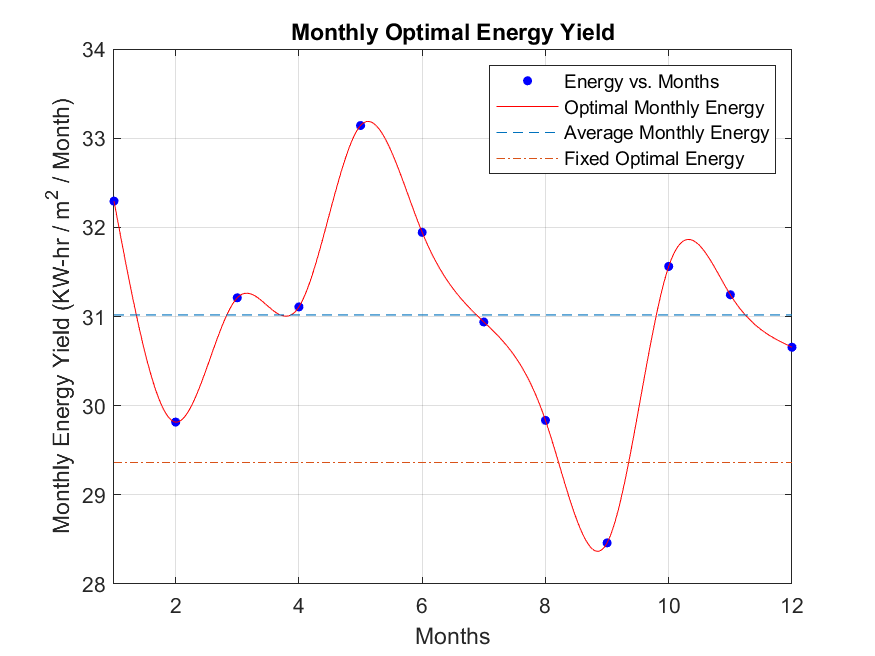 Monthly Optimal Energy Yield
34
33
32
31
30
29
28
Monthly Energy Yield (KW-hr / m² / Month)
Energy vs. Months
Optimal Monthly Energy
Average Monthly Energy
Fixed Optimal Energy
2 4 6 8 10 12
Months